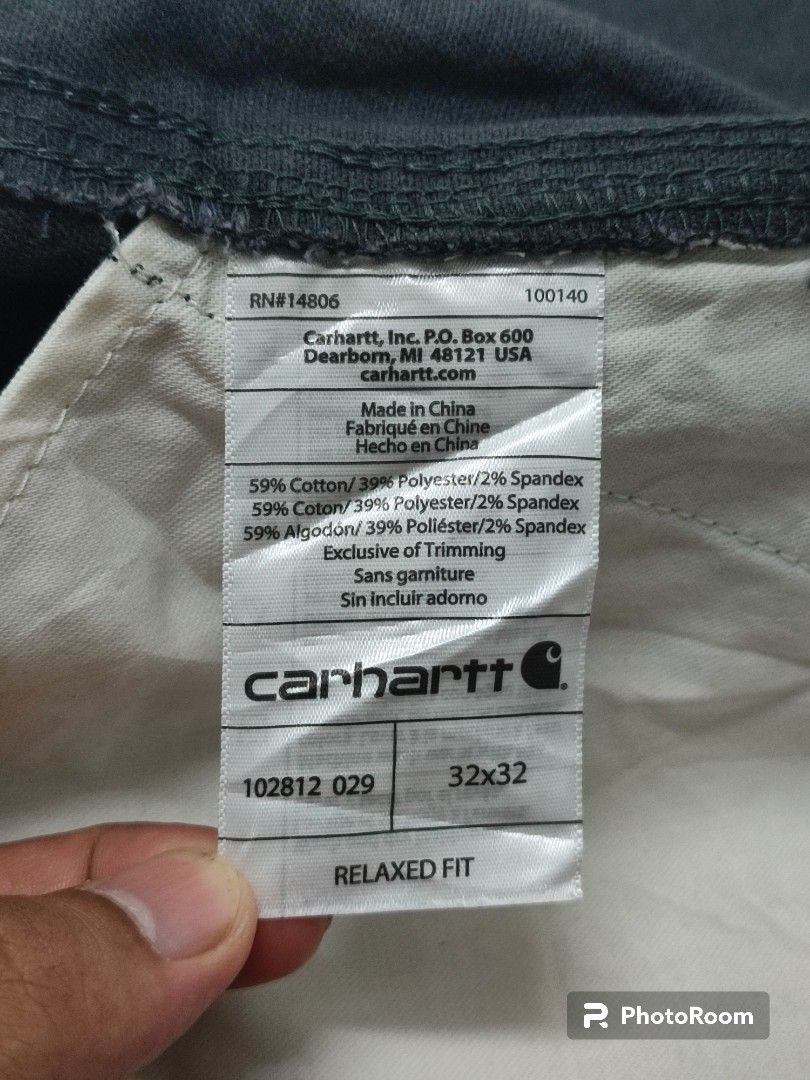 RN#14806 100140
Carhartt, Inc. P.O. Box 600
Dearborn, MI 48121 USA
carhartt.com
Made in China
Fabriqué en Chine
Hecho en China
59% Cotton/ 39% Polyester/2% Spandex
59% Coton/ 39% Polyester/2% Spandex
59% Algodón/ 39% Poliéster/2% Spandex
Exclusive of Trimming
Sans garniture
Sin incluir adorno
carhartt
102812 029 32x32
RELAXED FIT
PhotoRoom